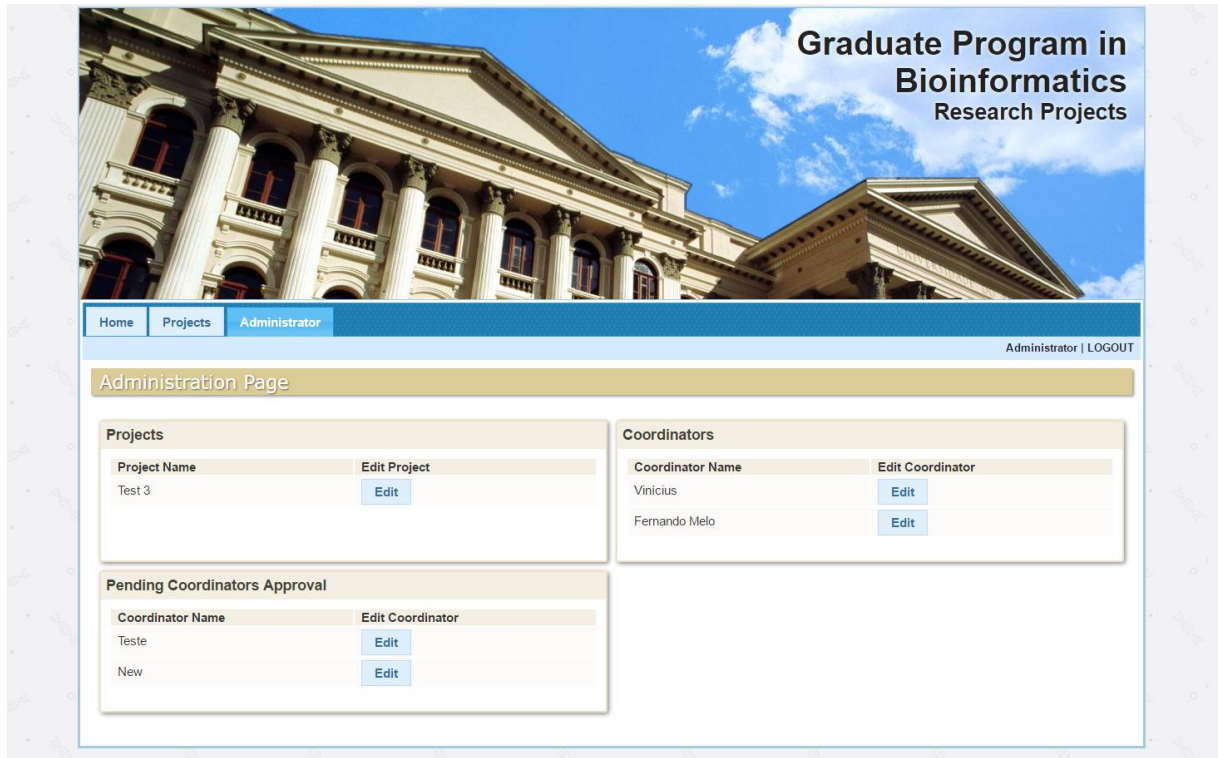 Graduate Program in
Bioinformatics
Research Projects
Home Projects Administrator
Administrator | LOGOUT
Administration Page
Projects
Project Name Edit Project
Test 3 Edit
Coordinators
Coordinator Name Edit Coordinator
Vinícius Edit
Fernando Melo Edit
Pending Coordinators Approval
Coordinator Name Edit Coordinator
Teste Edit
New Edit